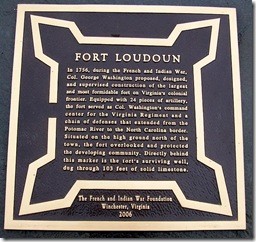 FORT LOUDOUN
In 1756, during the French and Indian War,
Col. George Washington proposed, designed,
and supervised construction of the largest
and most formidable fort on Virginia's colonial
frontier. Equipped with 24 pieces of artillery,
the fort served as Col. Washington's command
center for the Virginia Regiment and a
chain of defenses that extended from the
Potomac River to the North Carolina border.
Situated on the high ground north of the
town, the fort overlooked and protected
the developing community. Directly behind
this marker is the fort's surviving well,
dug through 103 feet of solid limestone.
The French and Indian War Foundation
Winchester, Virginia
2006